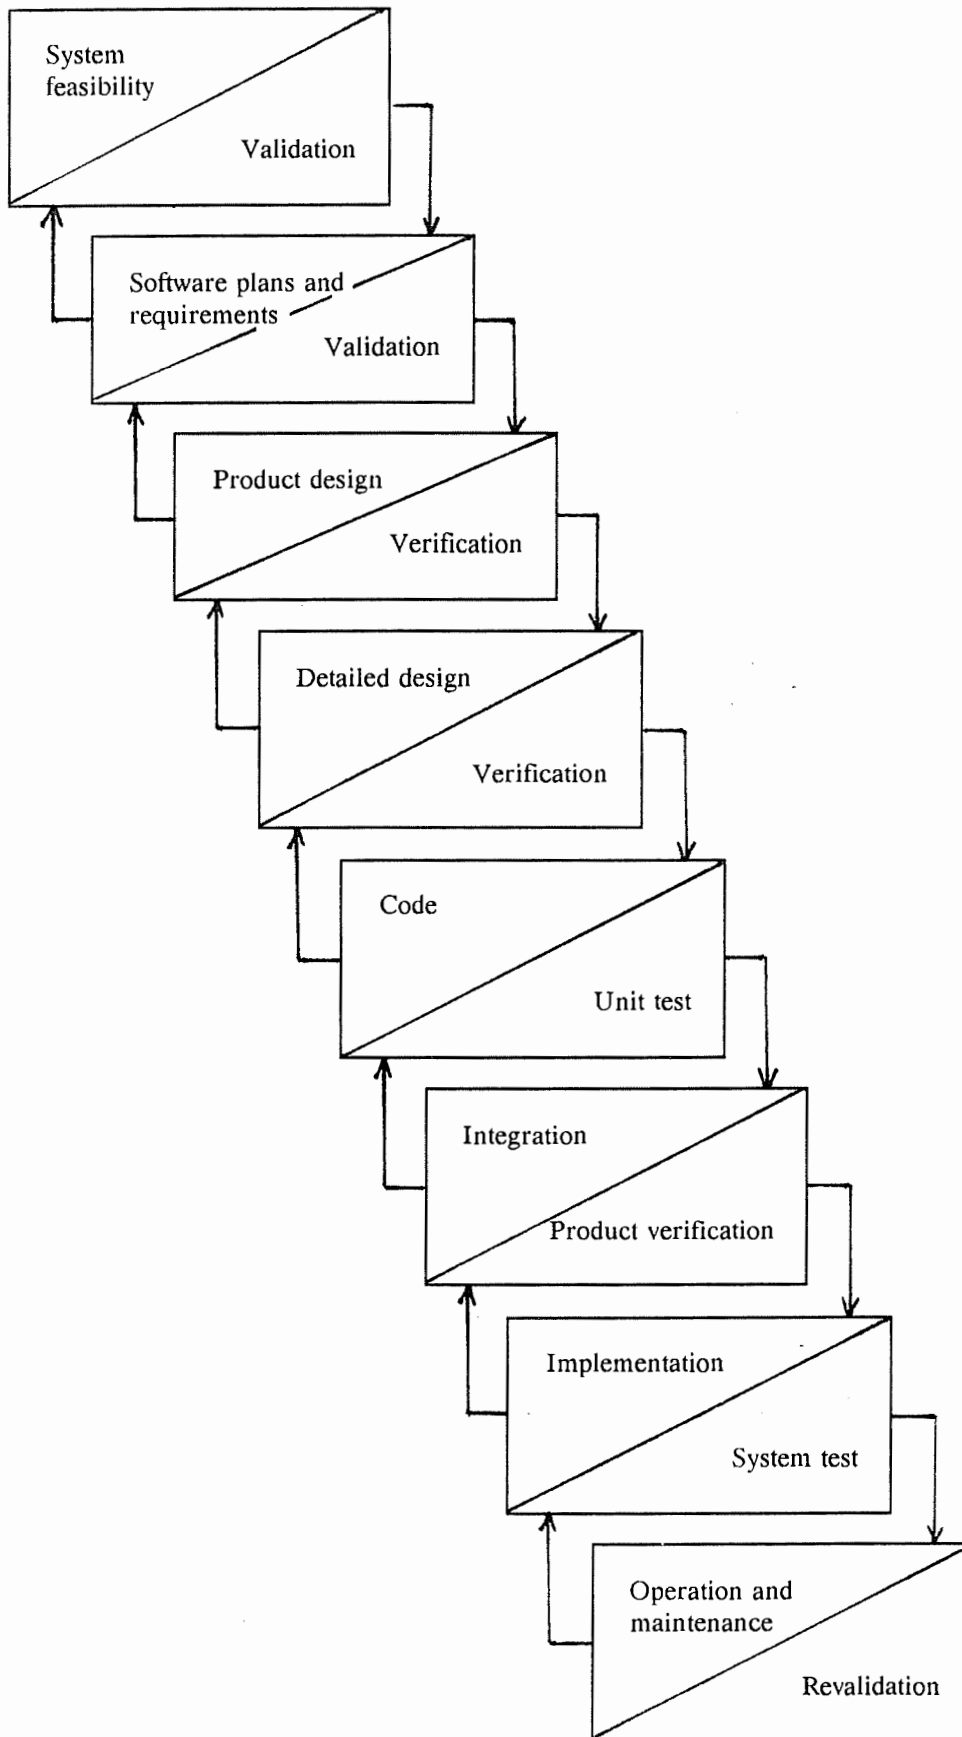 System
feasibility
Validation
Software plans and
requirements
Validation
Product design
Verification
Detailed design
Verification
Code
Unit test
Integration
Product verification
Implementation
System test
Operation and
maintenance
Revalidation